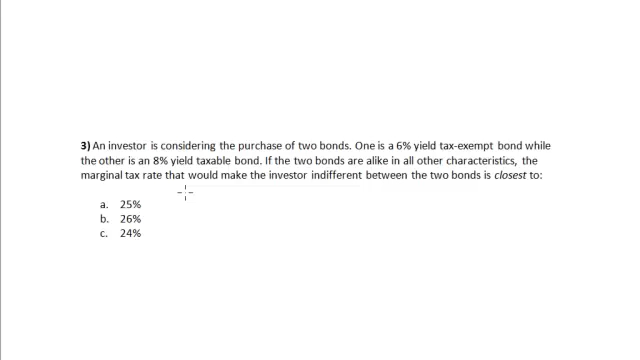 3) An investor is considering the purchase of two bonds. One is a 6% yield tax-exempt bond while
the other is an 8% yield taxable bond. If the two bonds are alike in all other characteristics, the
marginal tax rate that would make the investor indifferent between the two bonds is closest to:
a. 25%
b. 26%
c. 24%